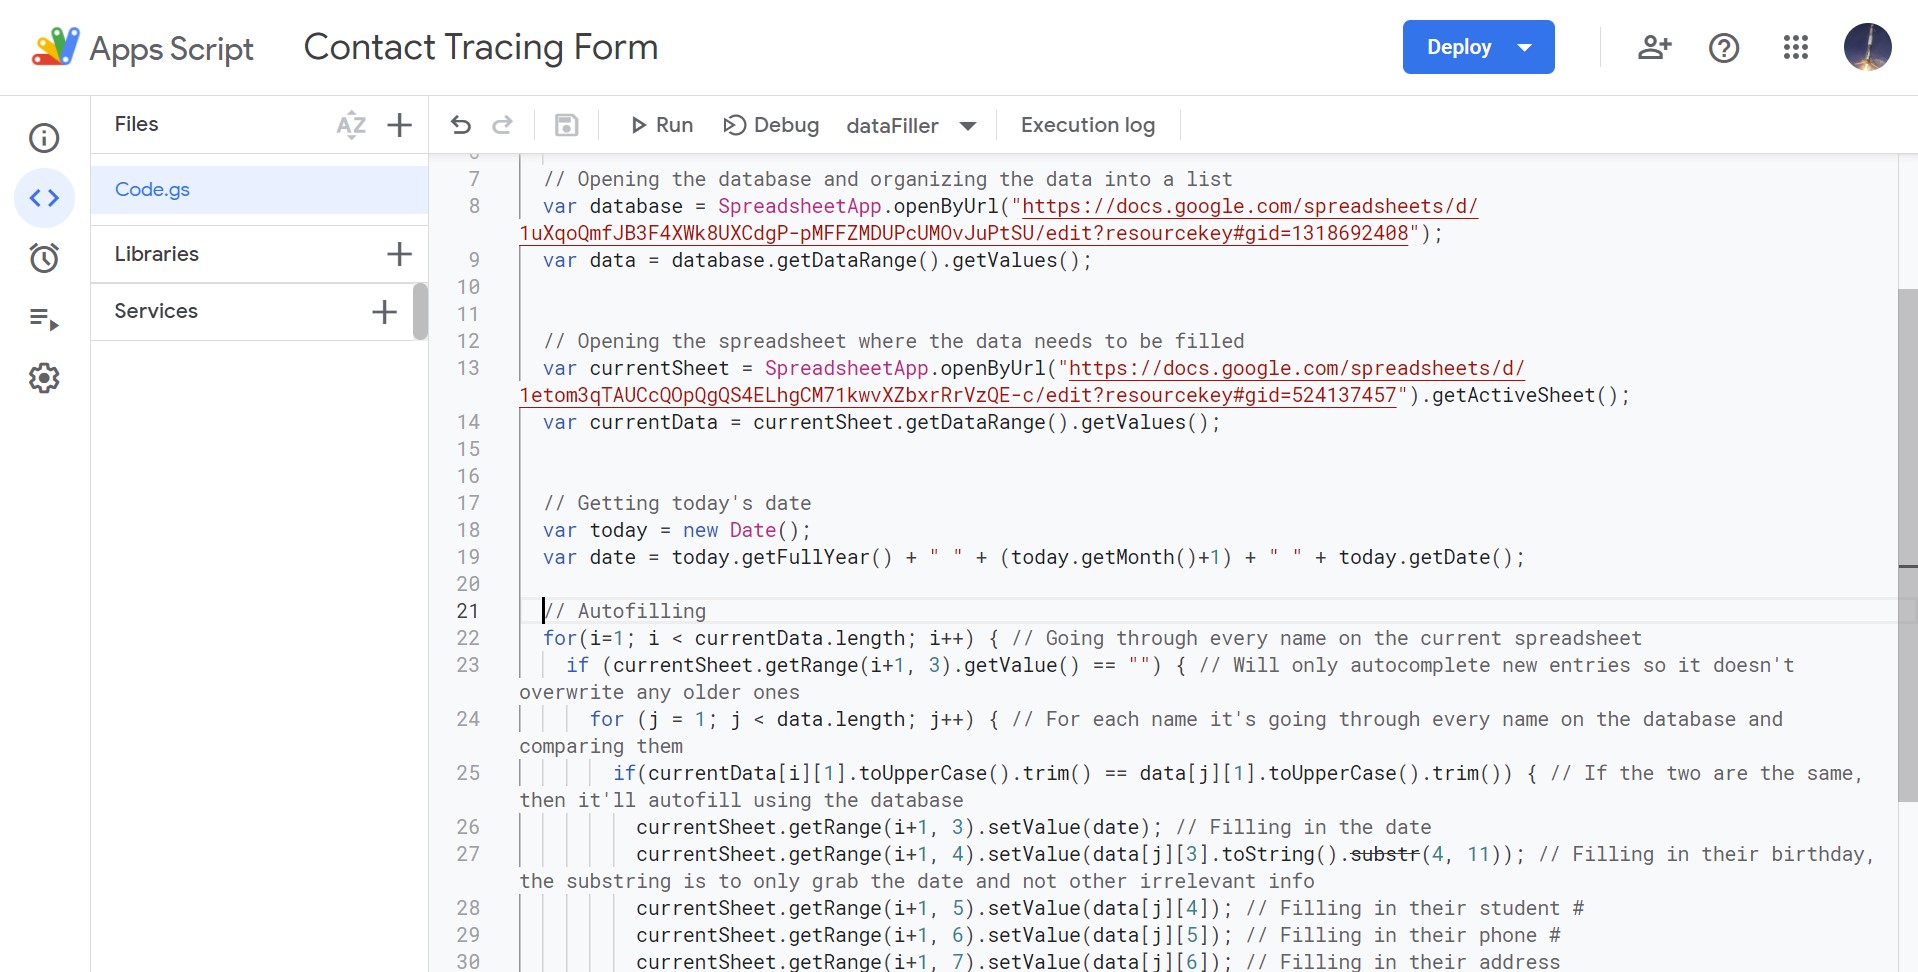 Apps Script
Contact Tracing Form
Deploy
Files
AZ
Code.gs
Libraries
Services
Run
Debug
dataFiller
Execution log
7 // Opening the database and organizing the data into a list
8 var database = SpreadsheetApp.openByUrl("https://docs.google.com/spreadsheets/d/
1uXqoQmfJB3F4XWk8UXCdgP-pMFFZMDUPcUMOvJuPtSU/edit?resourcekey#gid=1318692408");
9 var data = database.getDataRange().getValues();
10
11
12 // Opening the spreadsheet where the data needs to be filled
13 var currentSheet = SpreadsheetApp.openByUrl("https://docs.google.com/spreadsheets/d/
1etom3qTAUCcQOpQgQS4ELhgCM71kwvXZbxrRrVzQE-c/edit?resourcekey#gid=524137457").getActiveSheet();
14 var currentData = currentSheet.getDataRange().getValues();
15
16
17 // Getting today's date
18 var today = new Date();
19 var date = today.getFullYear() + " " + (today.getMonth()+1) + " " + today.getDate();
20
21 // Autofilling
22 for(i=1; i < currentData.length; i++) { // Going through every name on the current spreadsheet
23 if (currentSheet.getRange(i+1, 3).getValue() == "") { // Will only autocomplete new entries so it doesn't
overwrite any older ones
24 for (j = 1; j < data.length; j++) { // For each name it's going through every name on the database and
comparing them
25 if(currentData[i][1].toUpperCase().trim() == data[j][1].toUpperCase().trim()) { // If the two are the same,
then it'll autofill using the database
26 currentSheet.getRange(i+1, 3).setValue(date); // Filling in the date
27 currentSheet.getRange(i+1, 4).setValue(data[j][3].toString().substr(4, 11)); // Filling in their birthday,
the substring is to only grab the date and not other irrelevant info
28 currentSheet.getRange(i+1, 5).setValue(data[j][4]); // Filling in their student #
29 currentSheet.getRange(i+1, 6).setValue(data[j][5]); // Filling in their phone #
30 currentSheet.getRange(i+1, 7).setValue(data[j][6]); // Filling in their address